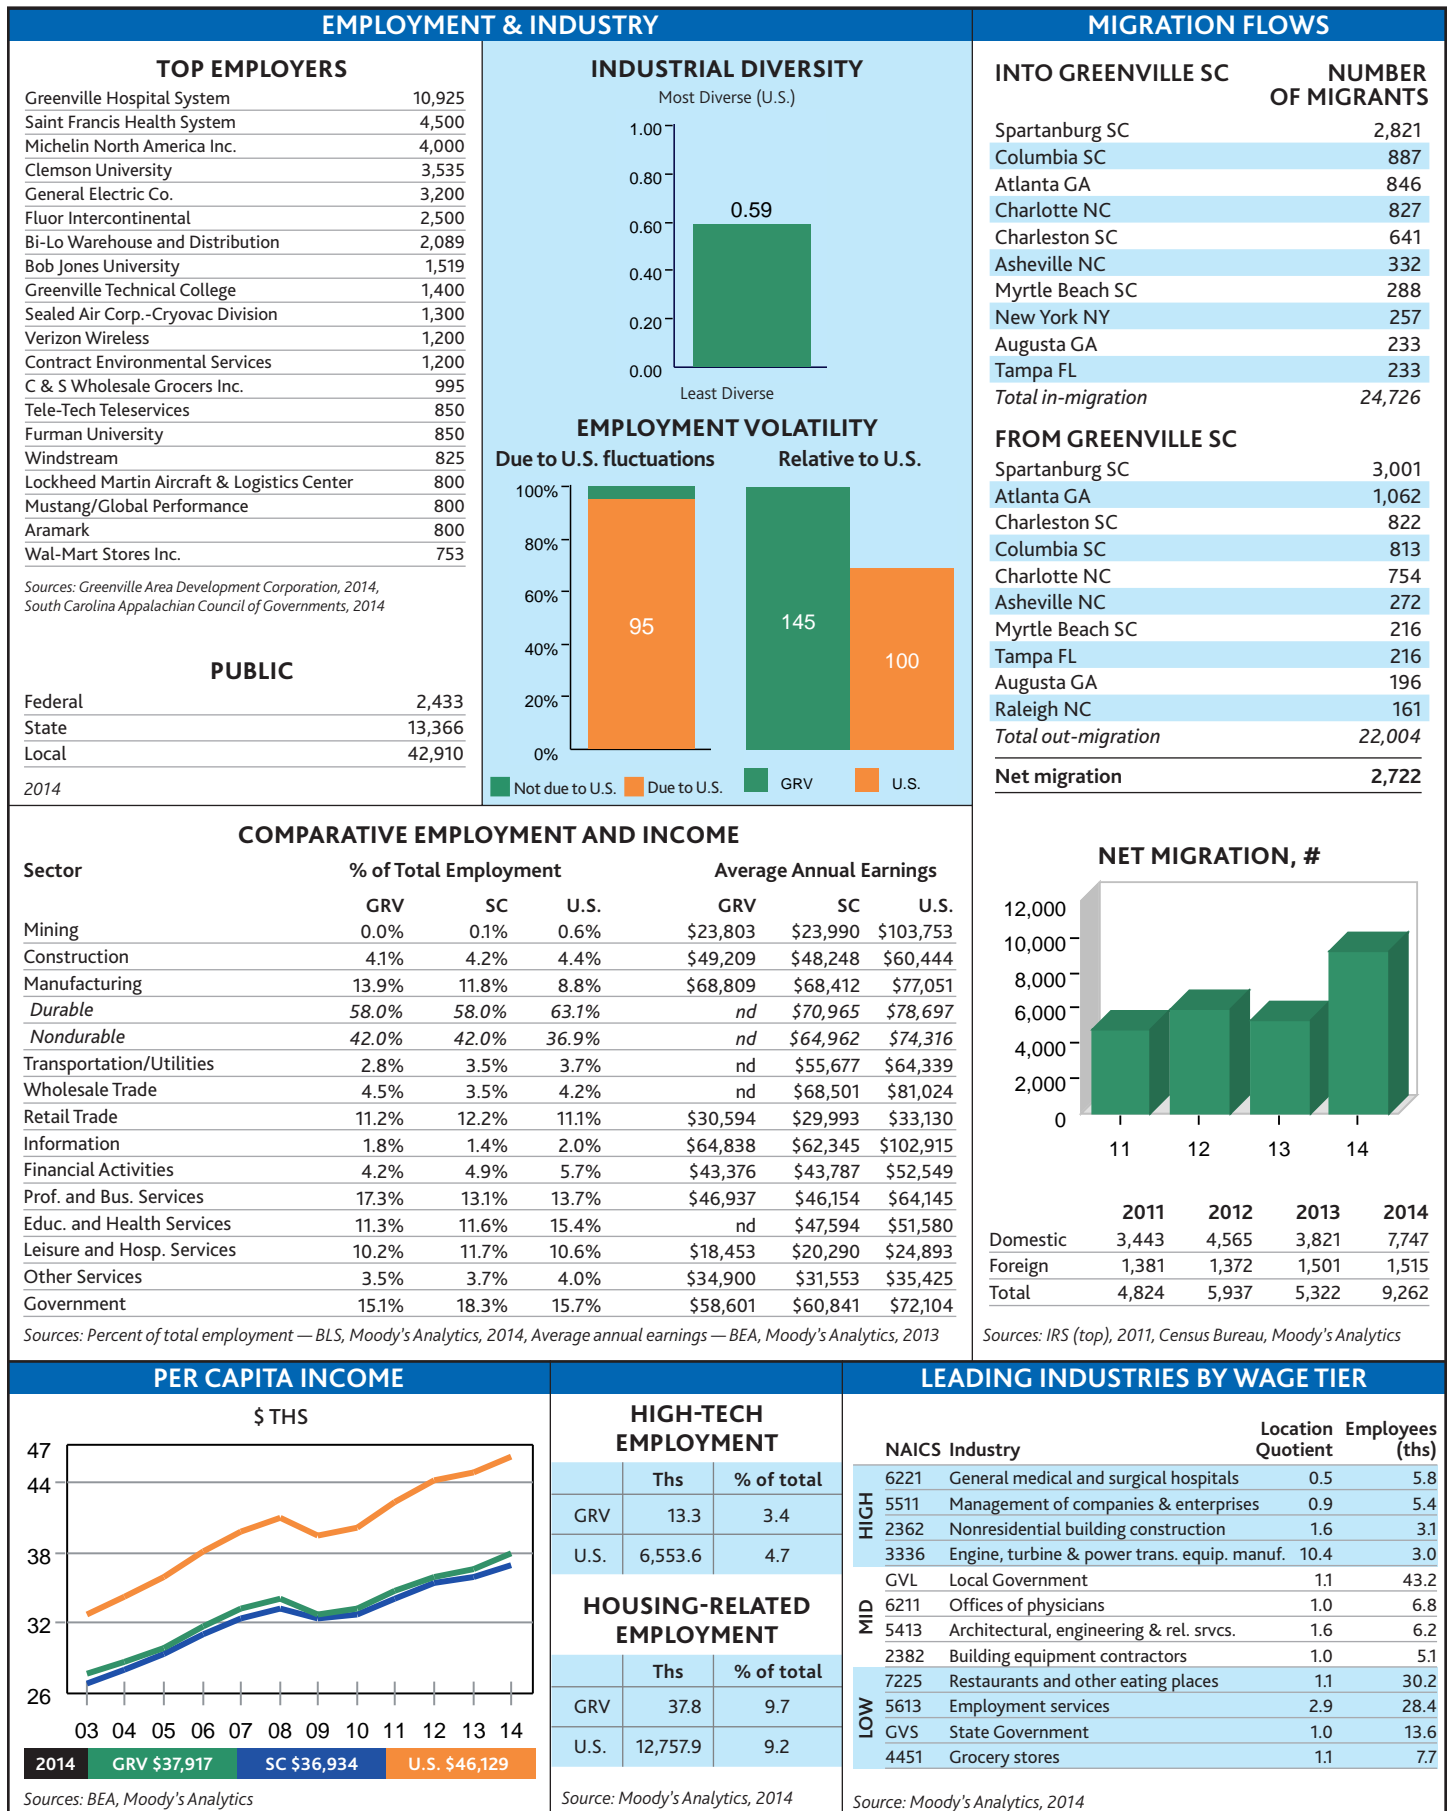 EMPLOYMENT & INDUSTRY
TOP EMPLOYERS
Greenville Hospital System 10,925
Saint Francis Health System 4,500
Michelin North America Inc. 4,000
Clemson University 3,535
General Electric Co. 3,200
Fluor Intercontinental 2,500
Bi-Lo Warehouse and Distribution 2,089
Bob Jones University 1,519
Greenville Technical College 1,400
Sealed Air Corp.-Cryovac Division 1,300
Verizon Wireless 1,200
Contract Environmental Services 1,200
C & S Wholesale Grocers Inc. 995
Tele-Tech Teleservices 850
Furman University 850
Windstream 825
Lockheed Martin Aircraft & Logistics Center 800
Mustang/Global Performance 800
Aramark 800
Wal-Mart Stores Inc. 753
Sources: Greenville Area Development Corporation, 2014,
South Carolina Appalachian Council of Governments, 2014
PUBLIC
Federal 2,433
State 13,366
Local 42,910
2014
INDUSTRIAL DIVERSITY
Most Diverse (U.S.)
1.00
0.80
0.60
0.40
0.20
0.00
0.59
Least Diverse
EMPLOYMENT VOLATILITY
Due to U.S. fluctuations Relative to U.S.
100%
80%
60%
40%
20%
0%
95
145
100
Not due to U.S. Due to U.S. GRV U.S.
MIGRATION FLOWS
INTO GREENVILLE SC NUMBER
OF MIGRANTS
Spartanburg SC 2,821
Columbia SC 887
Atlanta GA 846
Charlotte NC 827
Charleston SC 641
Asheville NC 332
Myrtle Beach SC 288
New York NY 257
Augusta GA 233
Tampa FL 233
Total in-migration 24,726
FROM GREENVILLE SC
Spartanburg SC 3,001
Atlanta GA 1,062
Charleston SC 822
Columbia SC 813
Charlotte NC 754
Asheville NC 272
Myrtle Beach SC 216
Tampa FL 216
Augusta GA 196
Raleigh NC 161
Total out-migration 22,004
Net migration 2,722
COMPARATIVE EMPLOYMENT AND INCOME
Sector % of Total Employment Average Annual Earnings
GRV SC U.S. GRV SC U.S.
Mining 0.0% 0.1% 0.6% $23,803 $23,990 $103,753
Construction 4.1% 4.2% 4.4% $49,209 $48,248 $60,444
Manufacturing 13.9% 11.8% 8.8% $68,809 $68,412 $77,051
Durable 58.0% 58.0% 63.1% nd $70,965 $78,697
Nondurable 42.0% 42.0% 36.9% nd $64,962 $74,316
Transportation/Utilities 2.8% 3.5% 3.7% nd $55,677 $64,339
Wholesale Trade 4.5% 3.5% 4.2% nd $68,501 $81,024
Retail Trade 11.2% 12.2% 11.1% $30,594 $29,993 $33,130
Information 1.8% 1.4% 2.0% $64,838 $62,345 $102,915
Financial Activities 4.2% 4.9% 5.7% $43,376 $43,787 $52,549
Prof. and Bus. Services 17.3% 13.1% 13.7% $46,937 $46,154 $64,145
Educ. and Health Services 11.3% 11.6% 15.4% nd $47,594 $51,580
Leisure and Hosp. Services 10.2% 11.7% 10.6% $18,453 $20,290 $24,893
Other Services 3.5% 3.7% 4.0% $34,900 $31,553 $35,425
Government 15.1% 18.3% 15.7% $58,601 $60,841 $72,104
Sources: Percent of total employment — BLS, Moody's Analytics, 2014, Average annual earnings — BEA, Moody's Analytics, 2013
NET MIGRATION, #
12,000
10,000
8,000
6,000
4,000
2,000
0
11 12 13 14
2011 2012 2013 2014
Domestic 3,443 4,565 3,821 7,747
Foreign 1,381 1,372 1,501 1,515
Total 4,824 5,937 5,322 9,262
Sources: IRS (top), 2011, Census Bureau, Moody's Analytics
PER CAPITA INCOME
$ THS
47
44
38
32
26
03 04 05 06 07 08 09 10 11 12 13 14
2014 GRV $37,917 SC $36,934 U.S. $46,129
Sources: BEA, Moody's Analytics
HIGH-TECH
EMPLOYMENT
Ths % of total
GRV 13.3 3.4
U.S. 6,553.6 4.7
HOUSING-RELATED
EMPLOYMENT
Ths % of total
GRV 37.8 9.7
U.S. 12,757.9 9.2
Source: Moody's Analytics, 2014
LEADING INDUSTRIES BY WAGE TIER
Location Employees
NAICS Industry Quotient (ths)
HIGH
6221 General medical and surgical hospitals 0.5 5.8
5511 Management of companies & enterprises 0.9 5.4
2362 Nonresidential building construction 1.6 3.1
3336 Engine, turbine & power trans. equip. manuf. 10.4 3.0
MID
GVL Local Government 1.1 43.2
6211 Offices of physicians 1.0 6.8
5413 Architectural, engineering & rel. srvcs. 1.6 6.2
2382 Building equipment contractors 1.0 5.1
LOW
7225 Restaurants and other eating places 1.1 30.2
5613 Employment services 2.9 28.4
GVS State Government 1.0 13.6
4451 Grocery stores 1.1 7.7
Source: Moody's Analytics, 2014